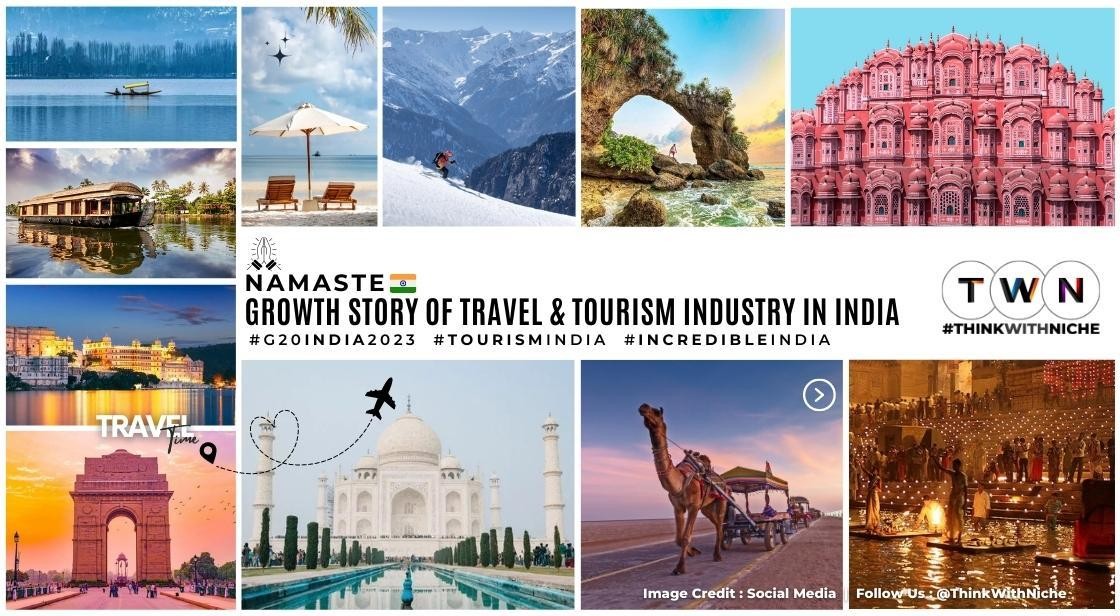 NAMASTE
GROWTH STORY OF TRAVEL & TOURISM INDUSTRY IN INDIA
#G20INDIA2023 #TOURISMINDIA #INCREDIBLEINDIA
TWN
#THINKWITHNICHE
TRAVEL
Time
Image Credit : Social Media
Follow Us : @ThinkWithNiche